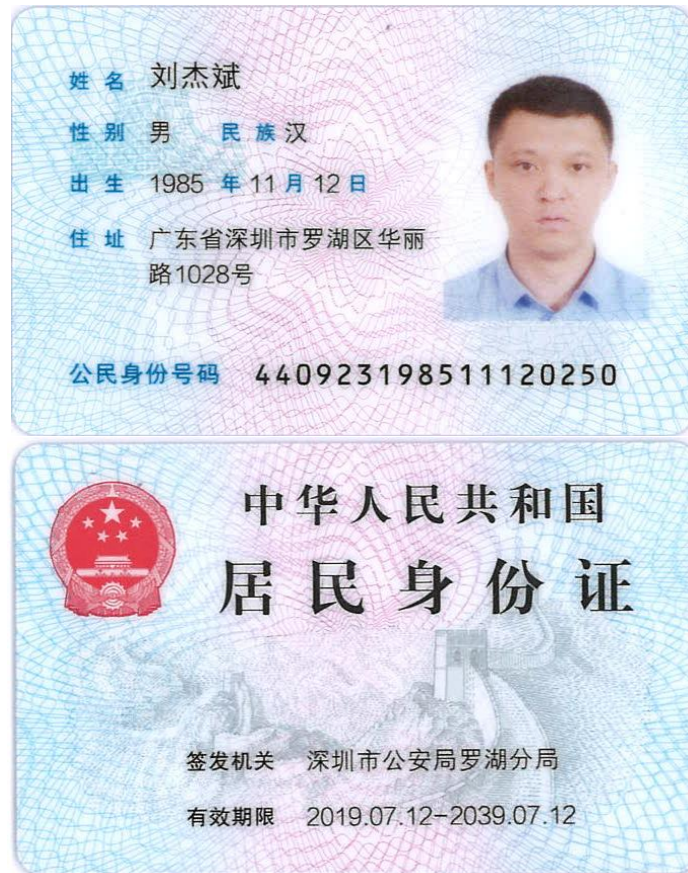 姓名 刘杰斌
性别 男 民族 汉
出生 1985 年 11 月 12 日
住址 广东省深圳市罗湖区华丽
路1028号
公民身份号码 440923198511120250
中华人民共和国
居民身份证
签发机关 深圳市公安局罗湖分局
有效期限 2019.07.12-2039.07.12